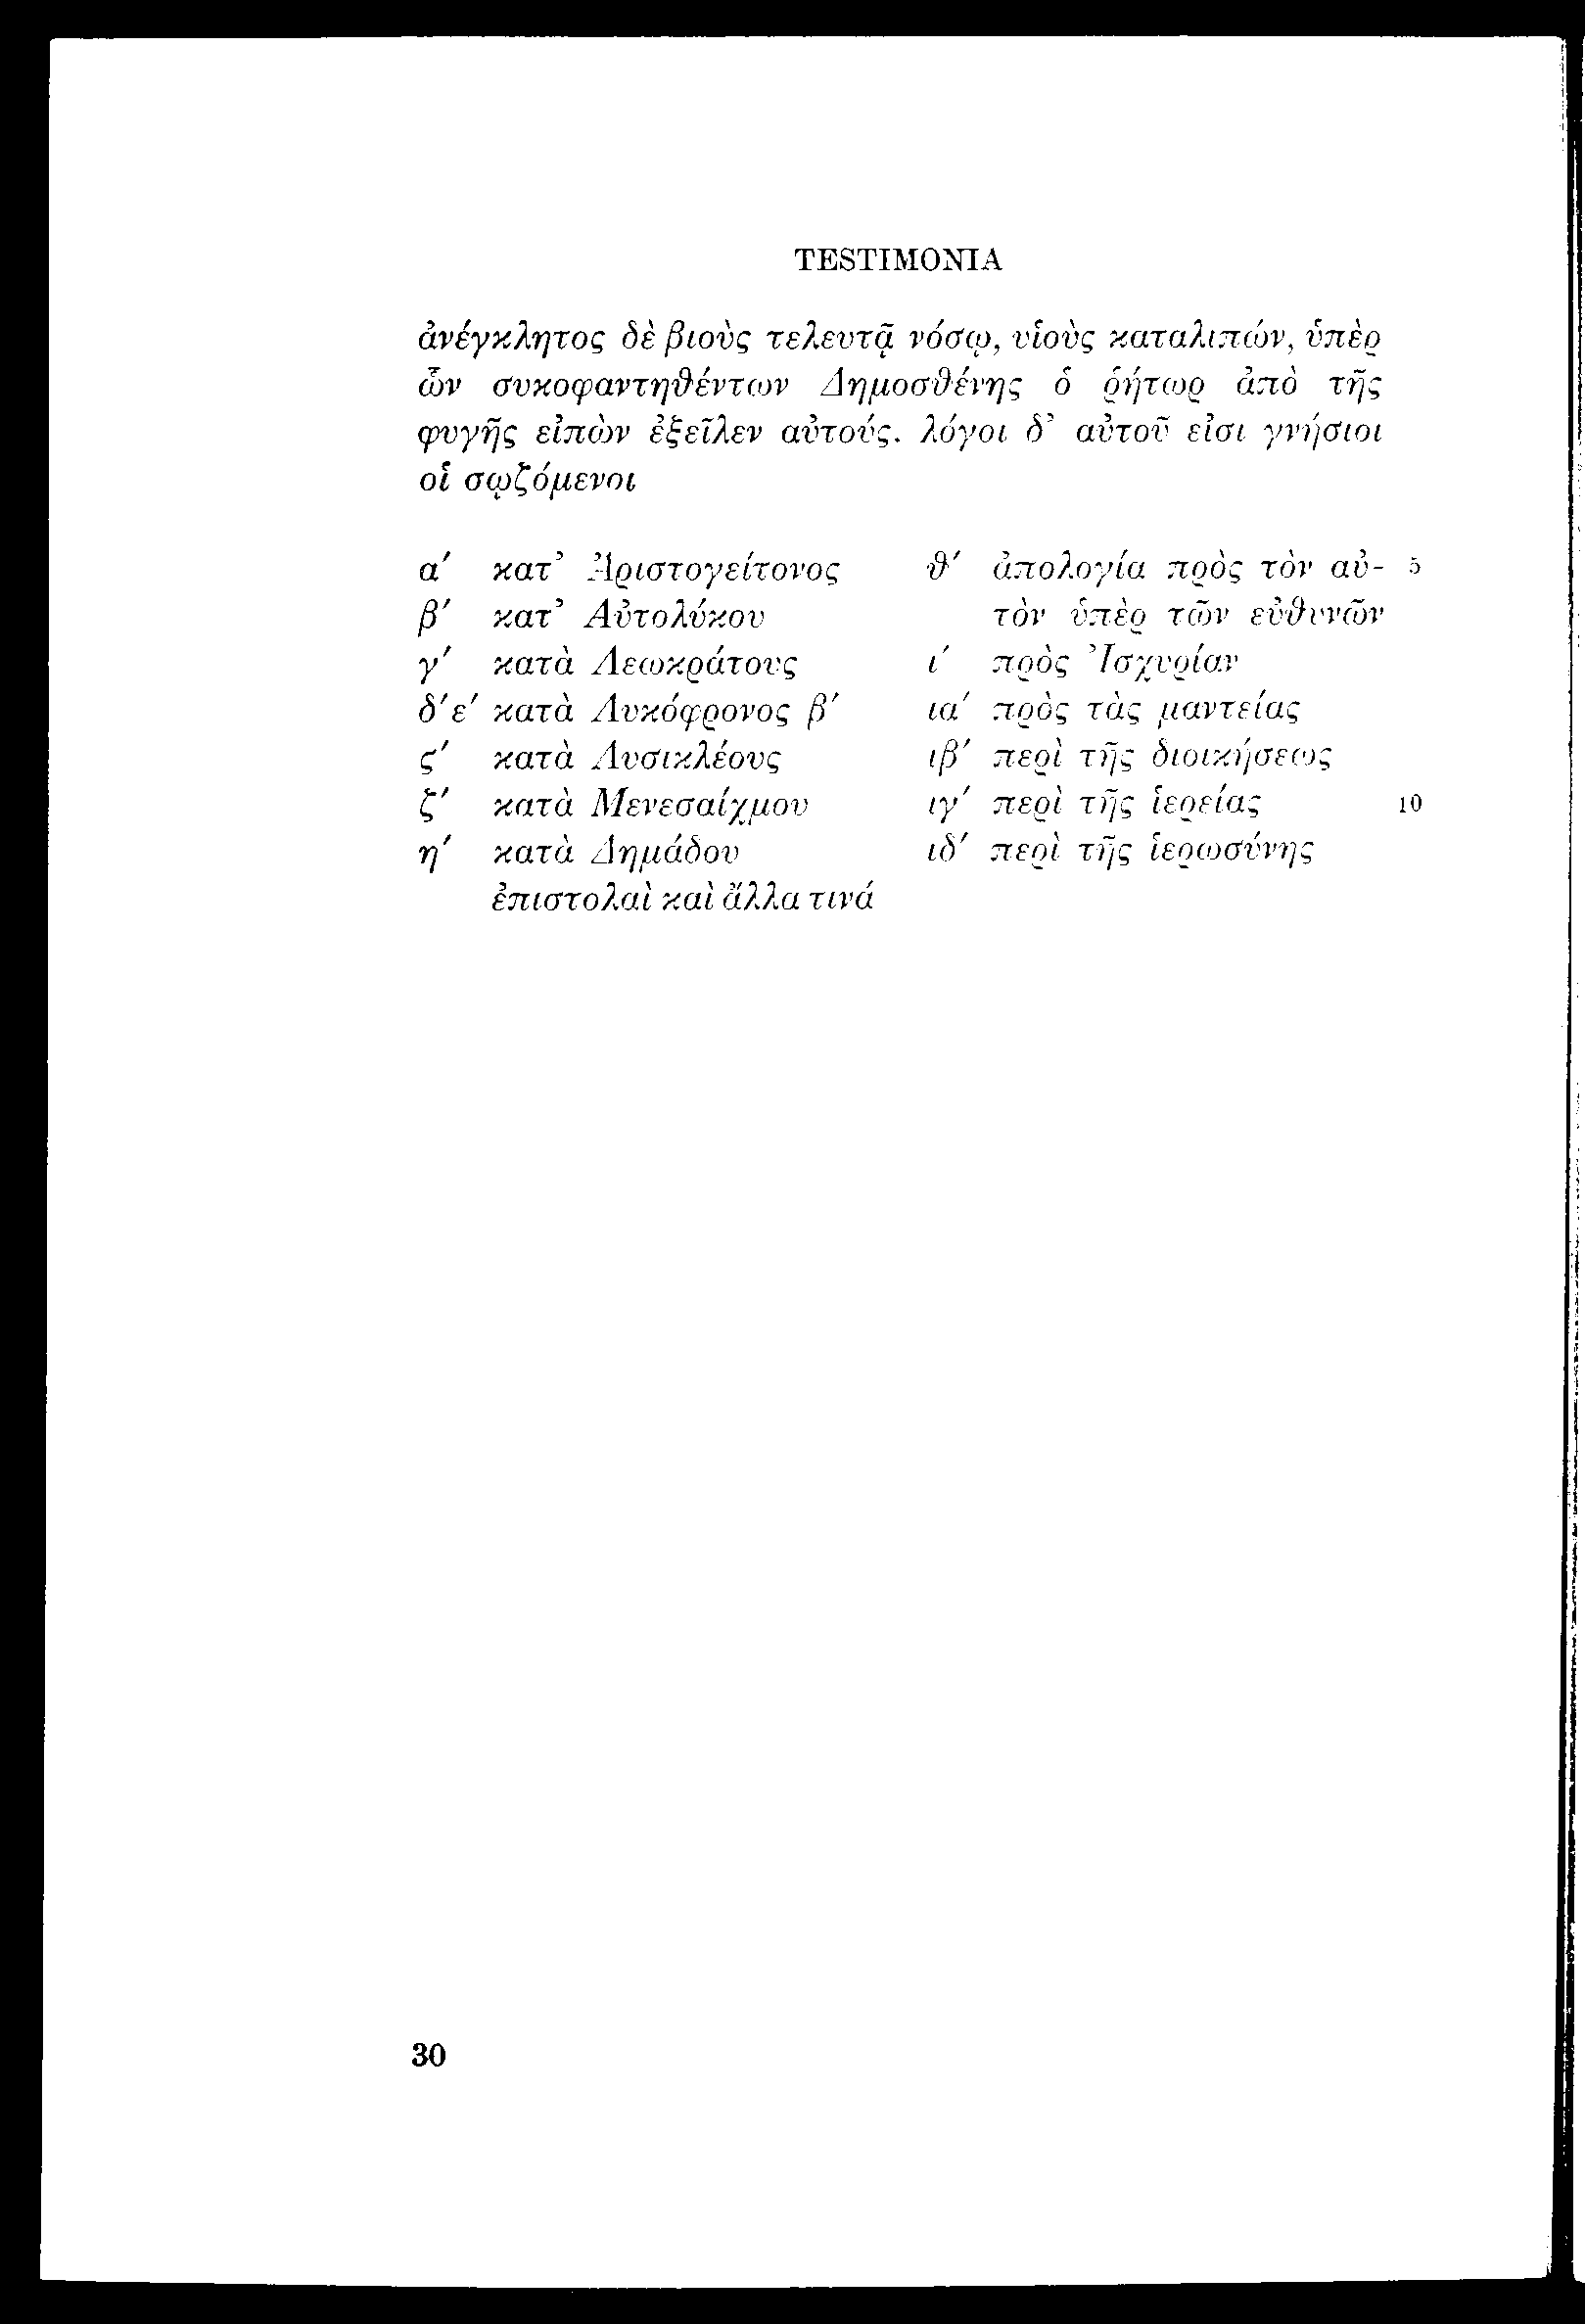 TESTIMONIA
ἀνέγκλητος δὲ βιοὺς τελευτᾷ νόσῳ, υἱοὺς καταλιπών, ὑπὲρ
ὧν συκοφαντηθέντων Δημοσθένης ὁ ῥήτωρ ἀπὸ τῆς
φυγῆς εἰπὼν ἐξεῖλεν αὐτούς. λόγοι δ’ αὐτοῦ εἰσι γνήσιοι
οἱ σῳζόμενοι
α′ κατ’ Ἀριστογείτονος
β′ κατ’ Αὐτολύκου
γ′ κατὰ Λεωκράτους
δ′ε′ κατὰ Λυκόφρονος β′
ς′ κατὰ Λυσικλέους
ζ′ κατὰ Μενεσαίχμου
η′ κατὰ Δημάδου
ἐπιστολαὶ καὶ ἄλλα τινά
θ′ ἀπολογία πρὸς τὸν αὐ- 5
τὸν ὑπὲρ τῶν εὐθυνῶν
ι′ πρὸς Ἰσχυρίαν
ια′ πρὸς τὰς μαντείας
ιβ′ περὶ τῆς διοικήσεως
ιγ′ περὶ τῆς ἱερείας 10
ιδ′ περὶ τῆς ἱερωσύνης
30